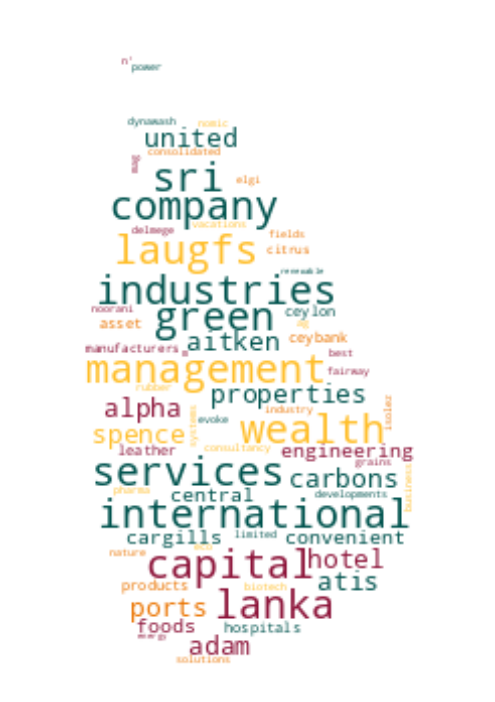 n'
power
dynawash nomic
united
consolidated
sri elgi
company
vacations
delmege fields
laugfs citrus
renewable
industries
noorani green ceylon
asset
aitken ceybank
manufacturers best
management fairway
rubber properties
alpha industry isolez
evoke wealth
spence systems
leather consultancy engineering
grains
services carbons business
pharma central developments
international
cargills limited convenient
nature eco
capital hotel
products biotech atis
ports lanka
foods hospitals
adam
solutions